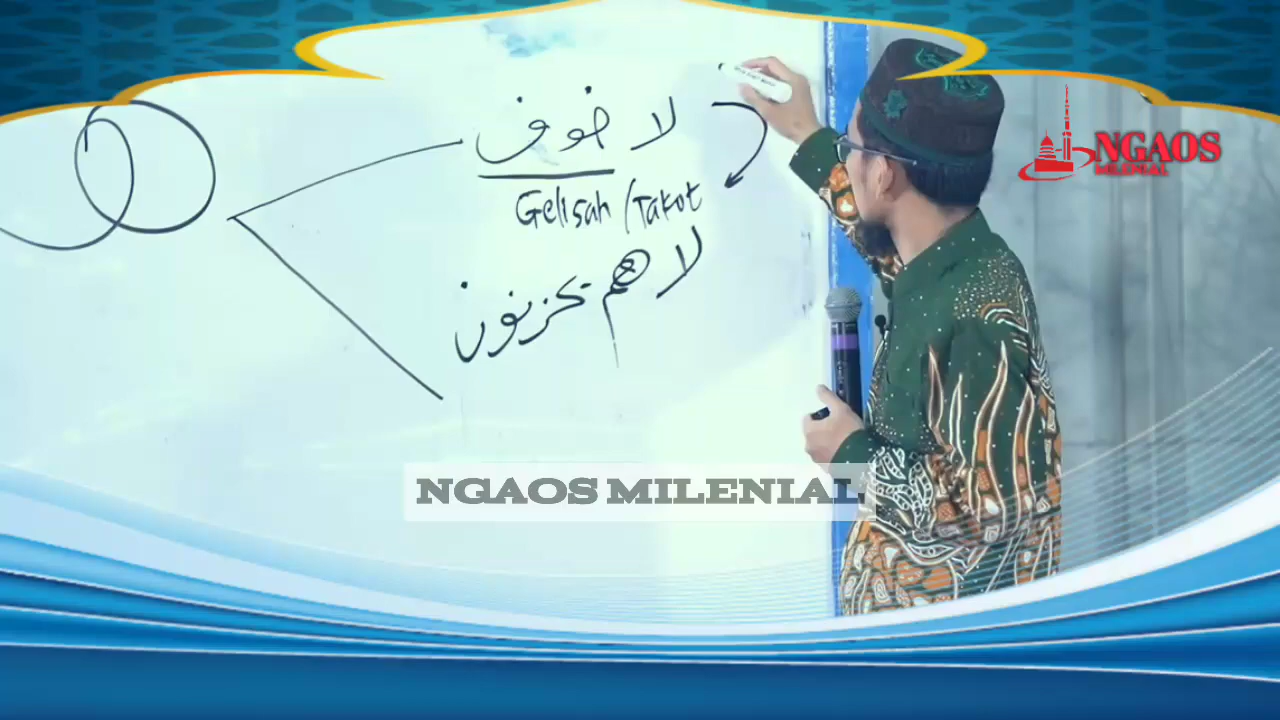 لا خوف
Gelisah/Takot
لا هم يحزنون
NGAOS
MILENIAL
NGAOS MILENIAL